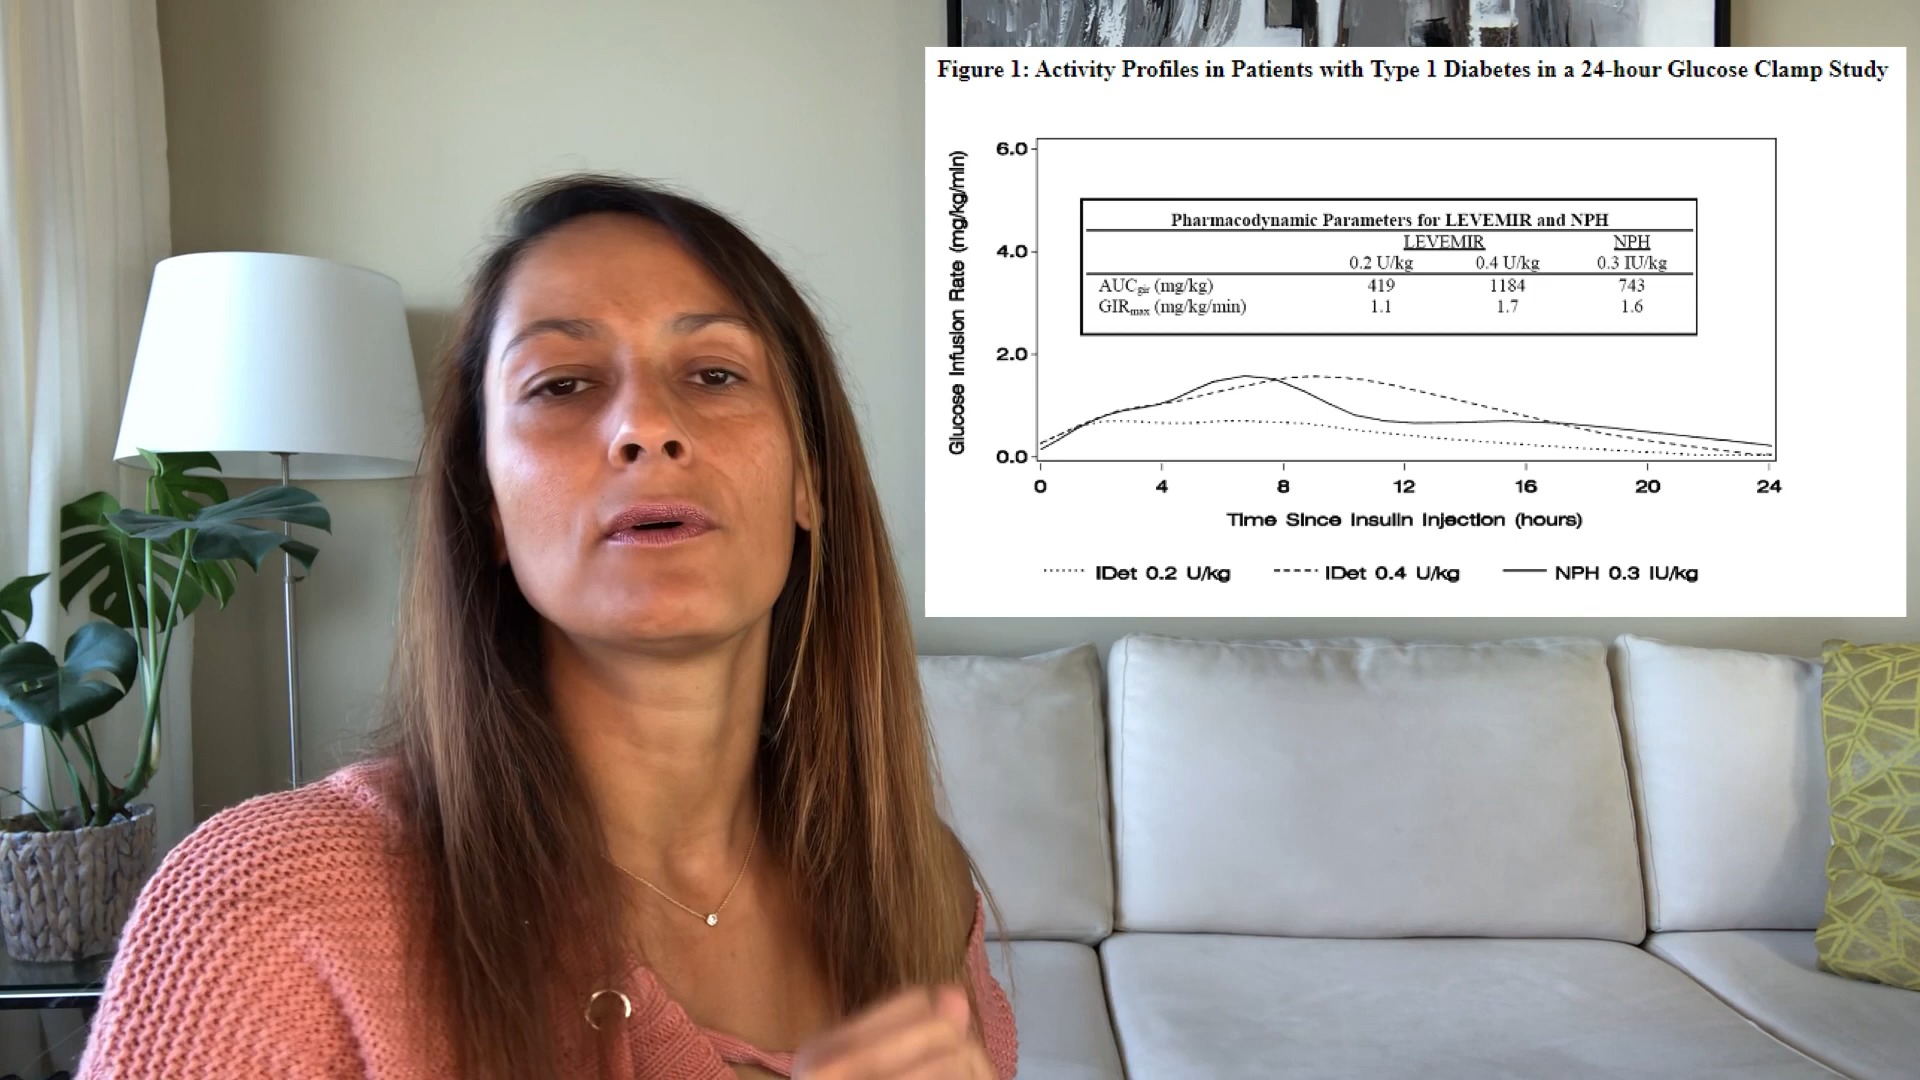 Figure 1: Activity Profiles in Patients with Type 1 Diabetes in a 24-hour Glucose Clamp Study
Glucose Infusion Rate (mg/kg/min)
6.0
4.0
2.0
0.0
Pharmacodynamic Parameters for LEVEMIR and NPH
LEVEMIR NPH
0.2 U/kg 0.4 U/kg 0.3 IU/kg
AUCgir (mg/kg) 419 1184 743
GIRmax (mg/kg/min) 1.1 1.7 1.6
0 4 8 12 16 20 24
Time Since Insulin Injection (hours)
IDet 0.2 U/kg IDet 0.4 U/kg NPH 0.3 IU/kg